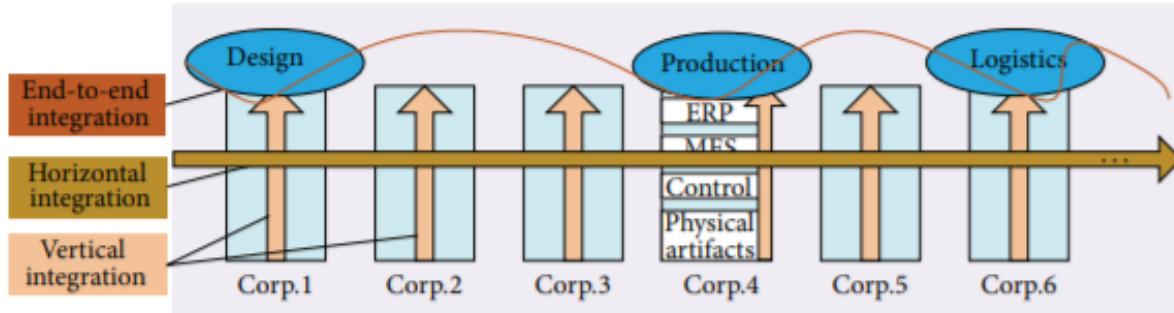 Design
Production
Logistics
End-to-end
integration
ERP
MES
Horizontal
integration
...
Control
Physical
artifacts
Vertical
integration
Corp.1
Corp.2
Corp.3
Corp.4
Corp.5
Corp.6